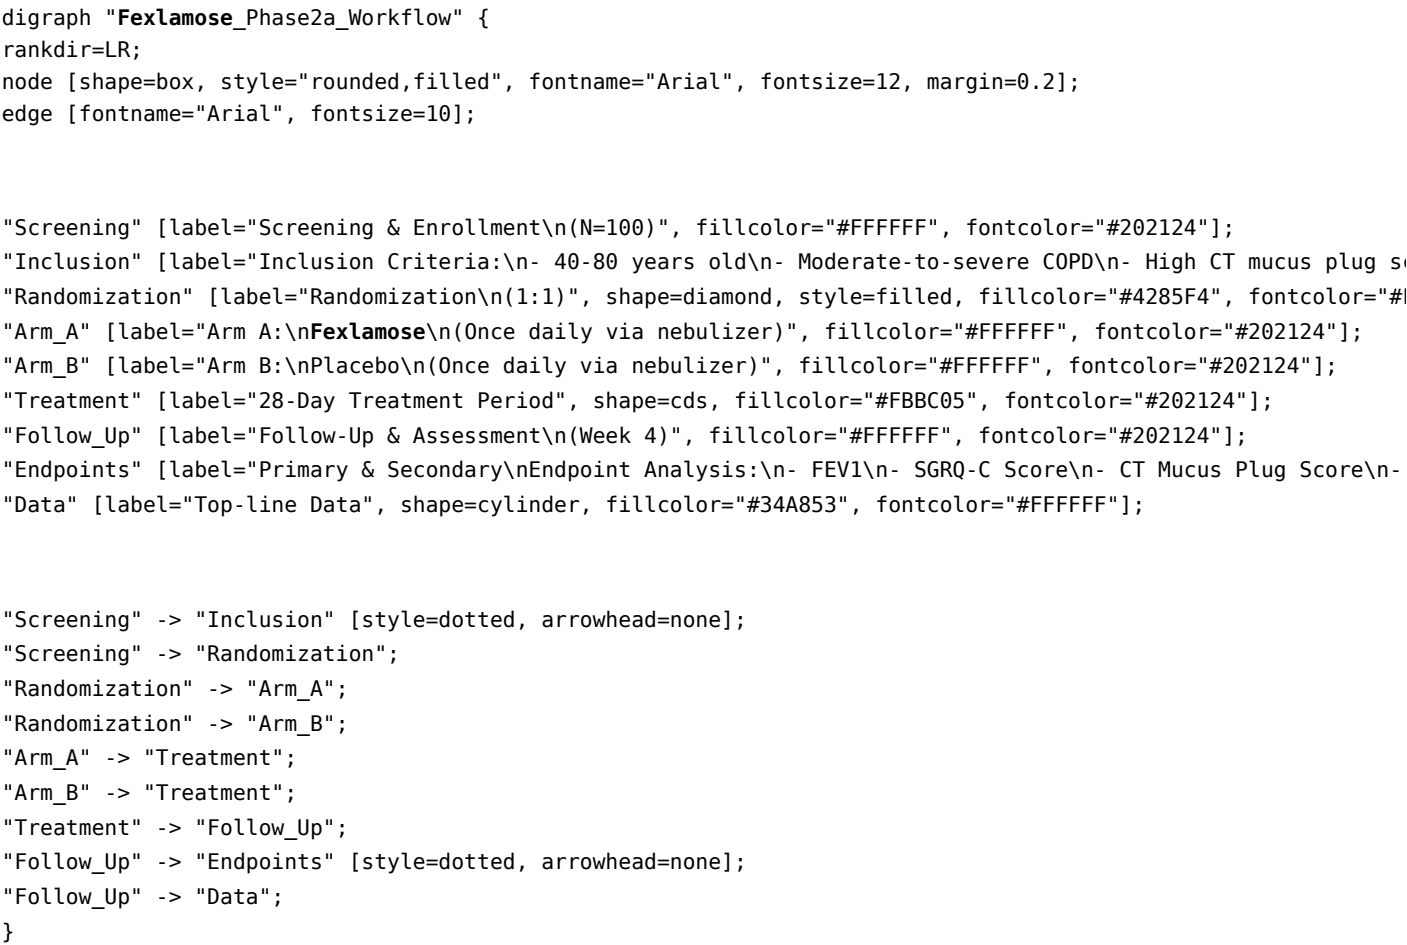 digraph "Fexlamose_Phase2a_Workflow" {
rankdir=LR;
node [shape=box, style="rounded,filled", fontname="Arial", fontsize=12, margin=0.2];
edge [fontname="Arial", fontsize=10];
"Screening" [label="Screening & Enrollment\n(N=100)", fillcolor="#FFFFFF", fontcolor="#202124"];
"Inclusion" [label="Inclusion Criteria:\n- 40-80 years old\n- Moderate-to-severe COPD\n- High CT mucus plug
"Randomization" [label="Randomization\n(1:1)", shape=diamond, style=filled, fillcolor="#4285F4", fontcolor="#
"Arm_A" [label="Arm A:\nFexlamose\n(Once daily via nebulizer)", fillcolor="#FFFFFF", fontcolor="#202124"];
"Arm_B" [label="Arm B:\nPlacebo\n(Once daily via nebulizer)", fillcolor="#FFFFFF", fontcolor="#202124"];
"Treatment" [label="28-Day Treatment Period", shape=cds, fillcolor="#FBBC05", fontcolor="#202124"];
"Follow_Up" [label="Follow-Up & Assessment\n(Week 4)", fillcolor="#FFFFFF", fontcolor="#202124"];
"Endpoints" [label="Primary & Secondary\nEndpoint Analysis:\n- FEV1\n- SGRQ-C Score\n- CT Mucus Plug Score\n-
"Data" [label="Top-line Data", shape=cylinder, fillcolor="#34A853", fontcolor="#FFFFFF"];
"Screening" -> "Inclusion" [style=dotted, arrowhead=none];
"Screening" -> "Randomization";
"Randomization" -> "Arm_A";
"Randomization" -> "Arm_B";
"Arm_A" -> "Treatment";
"Arm_B" -> "Treatment";
"Treatment" -> "Follow_Up";
"Follow_Up" -> "Endpoints" [style=dotted, arrowhead=none];
"Follow_Up" -> "Data";
}